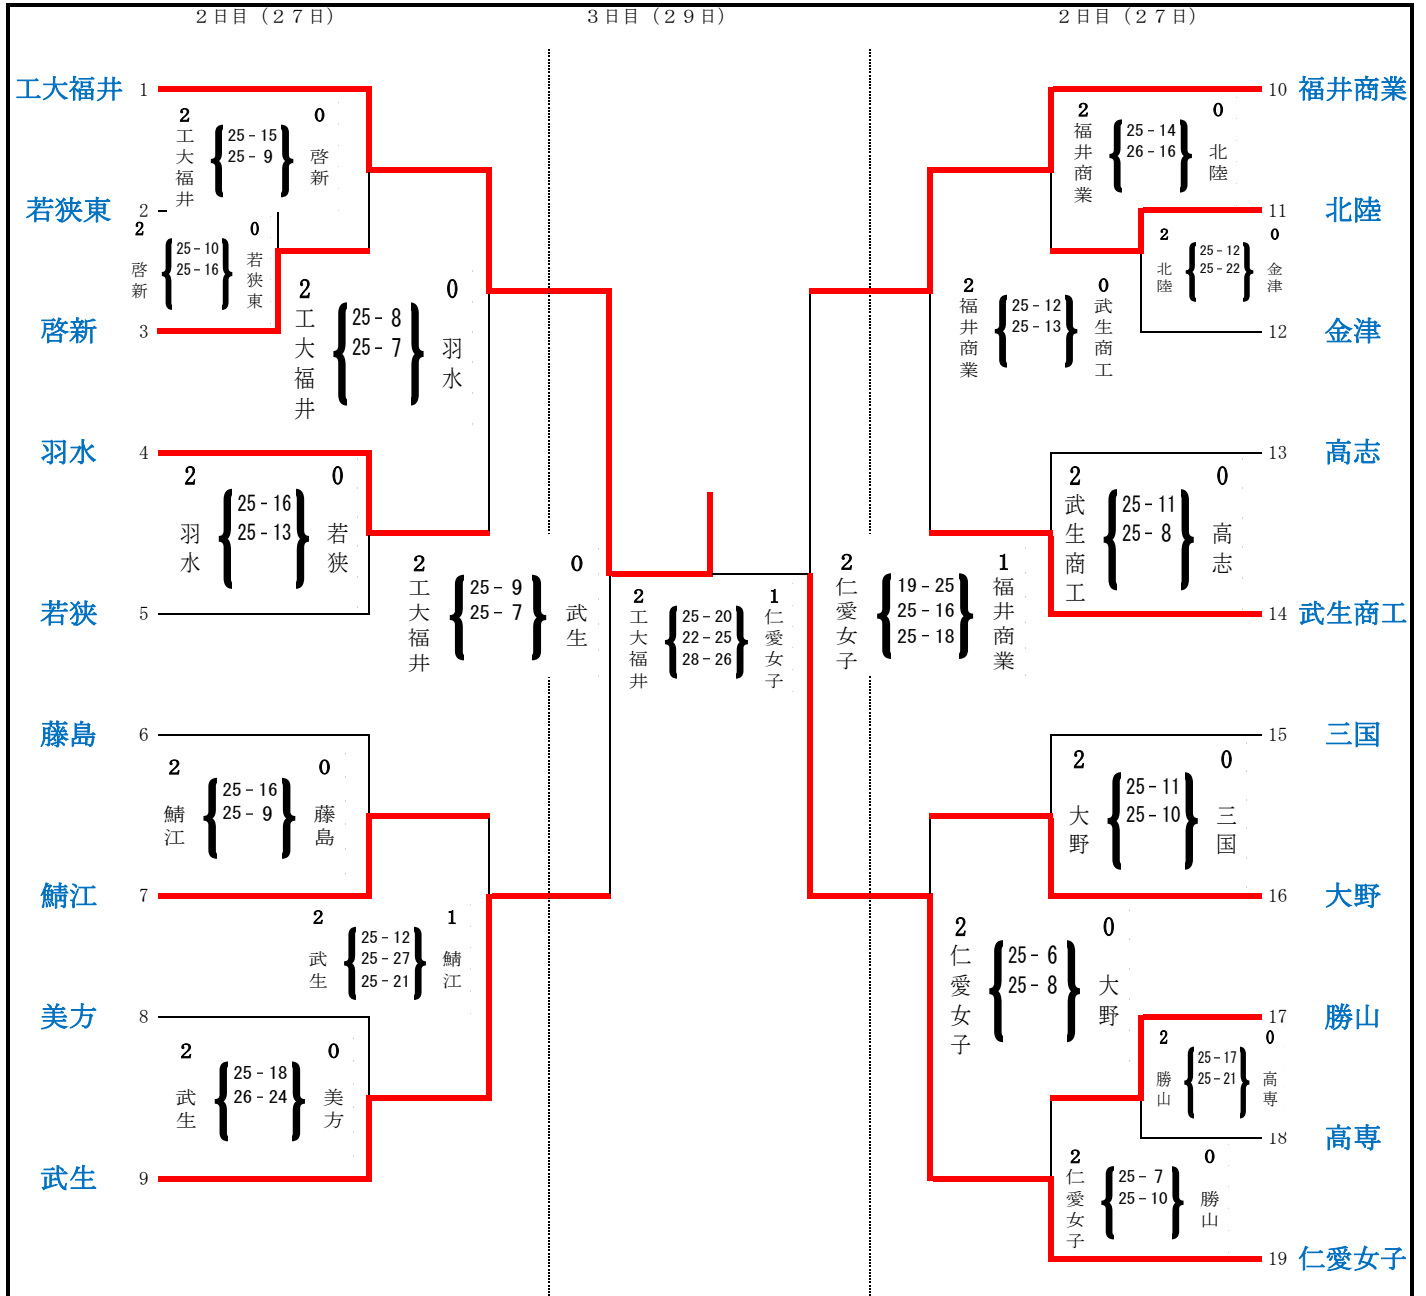 ２日目（２７日）
３日目（２９日）
２日目（２７日）
工大福井 1
2 0
工大福井 25－15 啓新
25－9
若狭東 2
2 0
啓新 25－10 若狭東
25－16
啓新 3
2 0
工大福井 25－8 羽水
25－7
羽水 4
2 0
羽水 25－16 若狭
25－13
若狭 5
2 0
工大福井 25－9 武生
25－7
藤島 6
2 0
鯖江 25－16 藤島
25－9
鯖江 7
2 1
武生 25－12 鯖江
25－27
25－21
美方 8
2 0
武生 25－18 美方
26－24
武生 9
2 1
工大福井 25－20 仁愛女子
22－25
28－26
10 福井商業
2 0
福井商業 25－14 北陸
26－16
11 北陸
2 0
北陸 25－12 金津
25－22
12 金津
2 0
福井商業 25－12 武生商工
25－13
13 高志
2 0
武生商工 25－11 高志
25－8
14 武生商工
2 1
仁愛女子 19－25 福井商業
25－16
25－18
15 三国
2 0
大野 25－11 三国
25－10
16 大野
2 0
仁愛女子 25－6 大野
25－8
17 勝山
2 0
勝山 25－17 高専
25－21
18 高専
2 0
仁愛女子 25－7 勝山
25－10
19 仁愛女子